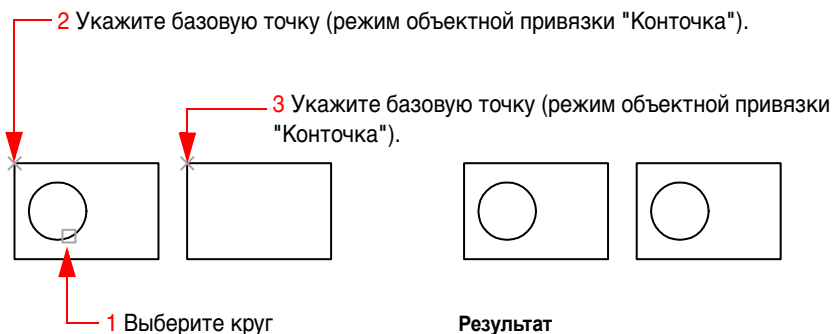 2 Укажите базовую точку (режим объектной привязки "Конточка").
3 Укажите базовую точку (режим объектной привязки
"Конточка").
1 Выберите круг
Результат